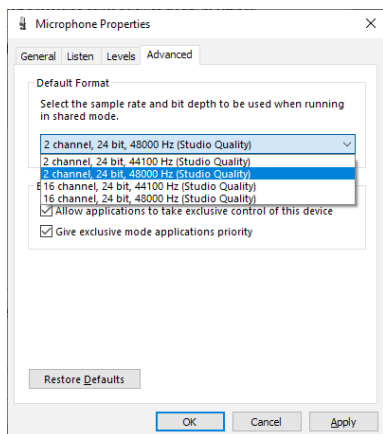 Microphone Properties
General Listen Levels Advanced
Default Format
Select the sample rate and bit depth to be used when running
in shared mode.
2 channel, 24 bit, 48000 Hz (Studio Quality)
2 channel, 24 bit, 44100 Hz (Studio Quality)
2 channel, 24 bit, 48000 Hz (Studio Quality)
16 channel, 24 bit, 44100 Hz (Studio Quality)
16 channel, 24 bit, 48000 Hz (Studio Quality)
Allow applications to take exclusive control of this device
Give exclusive mode applications priority
Restore Defaults
OK Cancel Apply